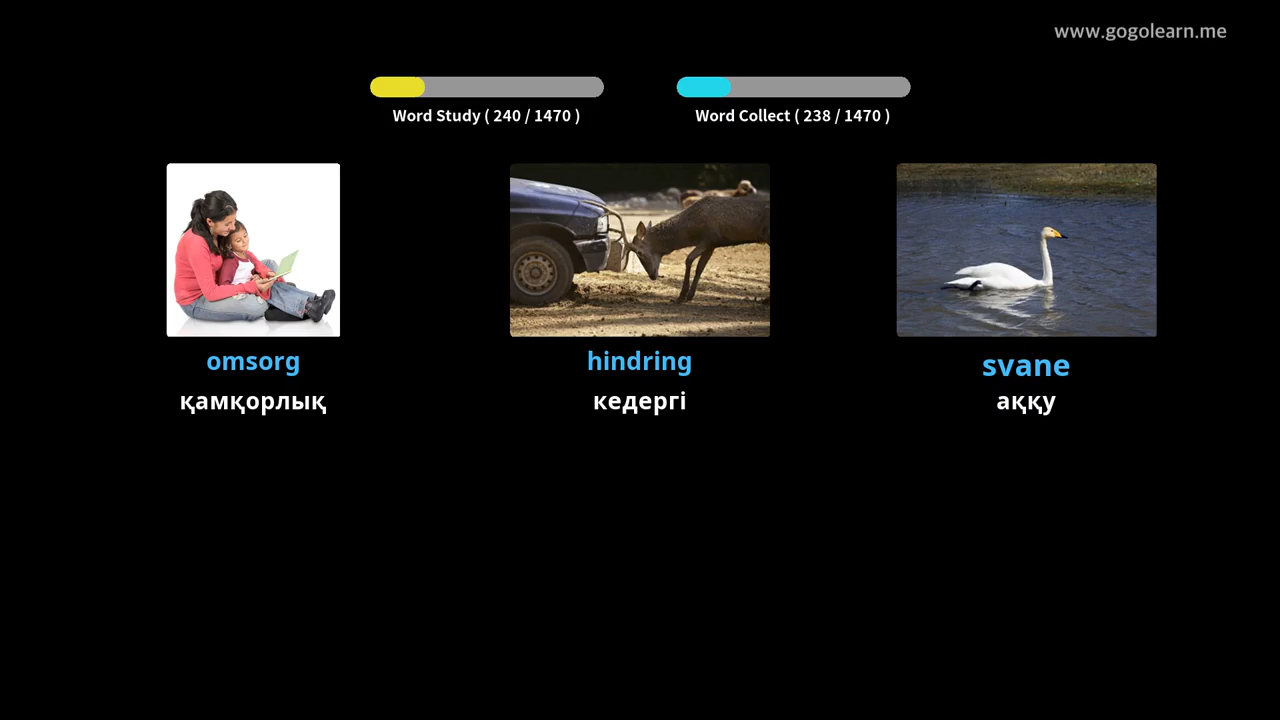 www.gogolearn.me
Word Study ( 240 / 1470 )
Word Collect ( 238 / 1470 )
omsorg
қамқорлық
hindring
кедергі
svane
аққу